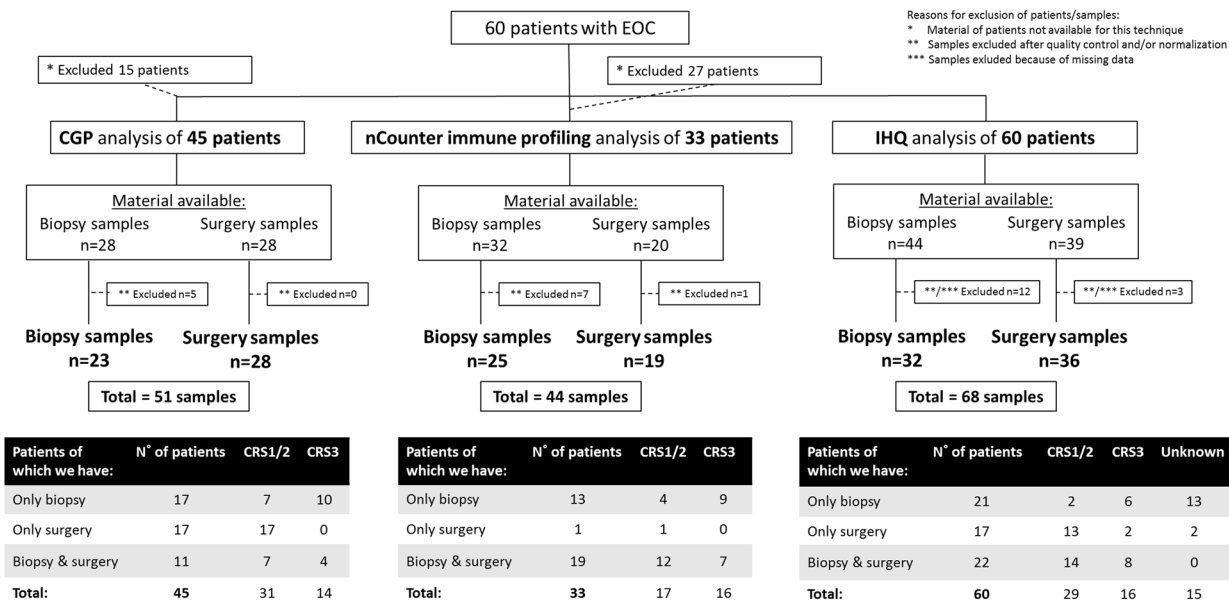 60 patients with EOC
Reasons for exclusion of patients/samples:
* Material of patients not available for this technique
** Samples excluded after quality control and/or normalization
*** Samples exluded because of missing data
* Excluded 15 patients
* Excluded 27 patients
CGP analysis of 45 patients
nCounter immune profiling analysis of 33 patients
IHQ analysis of 60 patients
Material available:
Biopsy samples
n=28
Surgery samples
n=28
** Excluded n=5
** Excluded n=0
Biopsy samples
n=23
Surgery samples
n=28
Total = 51 samples
Material available:
Biopsy samples
n=32
Surgery samples
n=20
** Excluded n=7
** Excluded n=1
Biopsy samples
n=25
Surgery samples
n=19
Total = 44 samples
Material available:
Biopsy samples
n=44
Surgery samples
n=39
**/*** Excluded n=12
**/*** Excluded n=3
Biopsy samples
n=32
Surgery samples
n=36
Total = 68 samples
Patients of which we have: N° of patients CRS1/2 CRS3
Only biopsy 17 7 10
Only surgery 17 17 0
Biopsy & surgery 11 7 4
Total: 45 31 14
Patients of which we have: N° of patients CRS1/2 CRS3
Only biopsy 13 4 9
Only surgery 1 1 0
Biopsy & surgery 19 12 7
Total: 33 17 16
Patients of which we have: N° of patients CRS1/2 CRS3 Unknown
Only biopsy 21 2 6 13
Only surgery 17 13 2 2
Biopsy & surgery 22 14 8 0
Total: 60 29 16 15